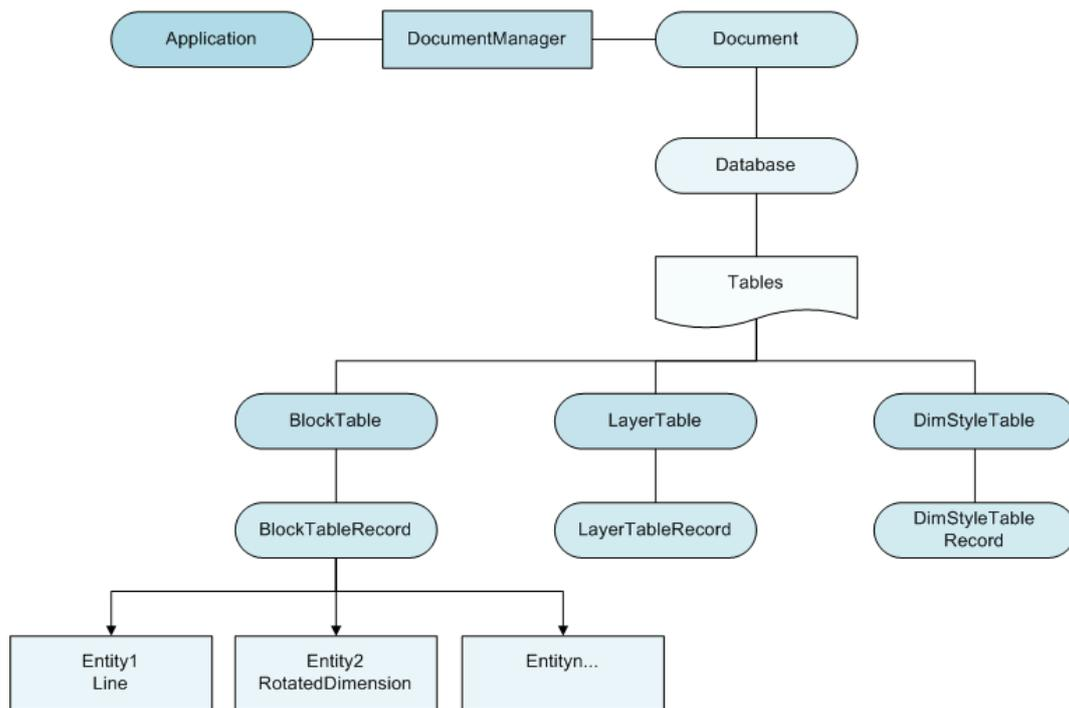 Application
DocumentManager
Document
Database
Tables
BlockTable
LayerTable
DimStyleTable
BlockTableRecord
LayerTableRecord
DimStyleTable
Record
Entity1
Line
Entity2
RotatedDimension
Entityn...